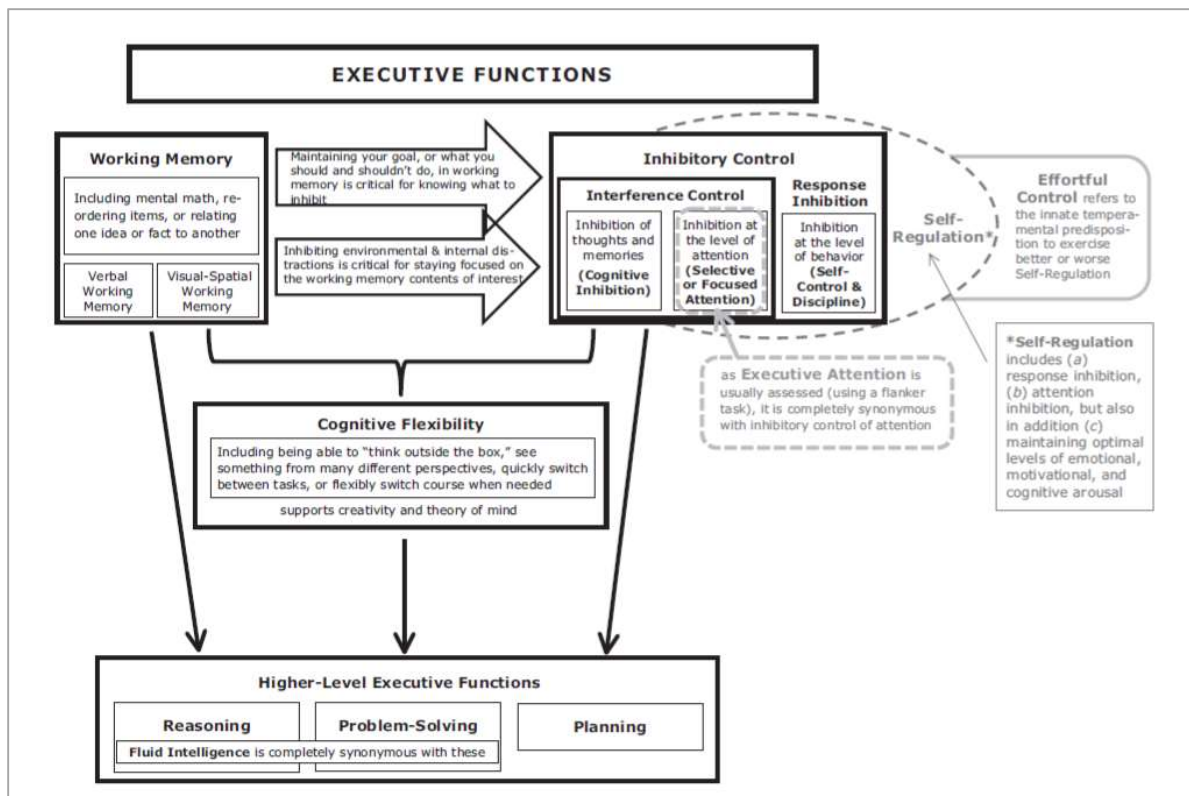 EXECUTIVE FUNCTIONS
Working Memory
Including mental math, re-
ordering items, or relating
one idea or fact to another
Verbal
Working
Memory
Visual-Spatial
Working
Memory
Maintaining your goal, or what you
should and shouldn't do, in working
memory is critical for knowing what to
inhibit
Inhibiting environmental & internal dis-
tractions is critical for staying focused on
the working memory contents of interest
Inhibitory Control
Interference Control
Inhibition of
thoughts and
memories
(Cognitive
Inhibition)
Inhibition at
the level of
attention
(Selective
or Focused
Attention)
Response
Inhibition
Inhibition
at the level
of behavior
(Self-
Control &
Discipline)
Self-
Regulation*
Effortful
Control refers to
the innate tempera-
mental predisposi-
tion to exercise
better or worse
Self-Regulation
*Self-Regulation
includes (a)
response inhibition,
(b) attention
inhibition, but also
in addition (c)
maintaining optimal
levels of emotional,
motivational, and
cognitive arousal
as Executive Attention is
usually assessed (using a flanker
task), it is completely synonymous
with inhibitory control of attention
Cognitive Flexibility
Including being able to “think outside the box,” see
something from many different perspectives, quickly switch
between tasks, or flexibly switch course when needed
supports creativity and theory of mind
Higher-Level Executive Functions
Reasoning
Problem-Solving
Planning
Fluid Intelligence is completely synonymous with these